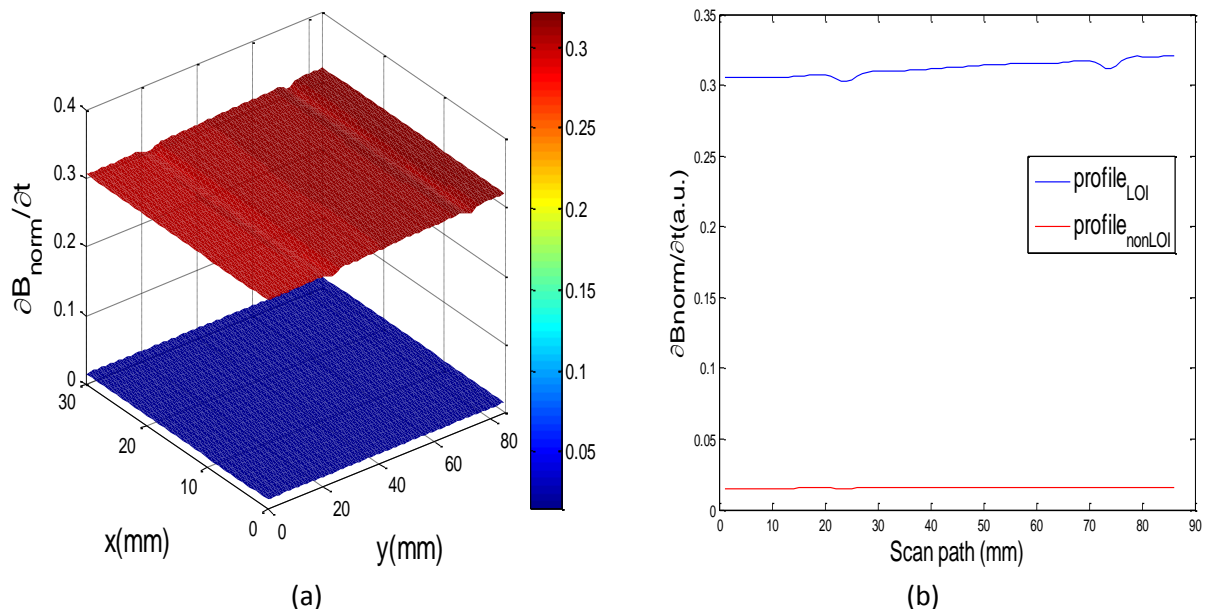 0.4
0.3
0.2
0.1
0
∂B_norm/∂t
30
20
10
0
x(mm)
0
20
40
60
80
y(mm)
0.3
0.25
0.2
0.15
0.1
0.05
(a)
0.35
0.3
0.25
0.2
0.15
0.1
0.05
0
∂Bnorm/∂t(a.u.)
profile_LOI
profile_nonLOI
0 10 20 30 40 50 60 70 80 90
Scan path (mm)
(b)